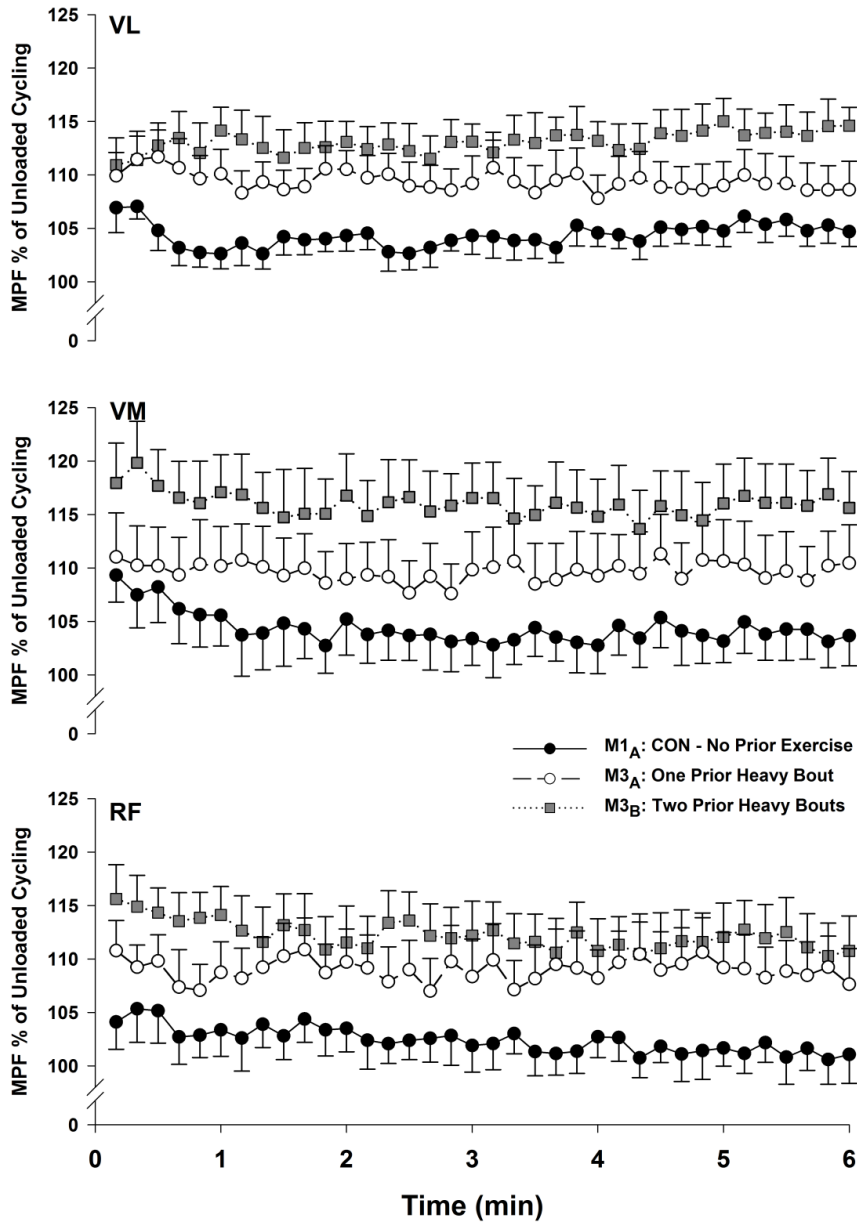 125
VL
120
115
110
105
100
0
MPF % of Unloaded Cycling
125
VM
120
115
110
105
100
0
MPF % of Unloaded Cycling
M1A: CON - No Prior Exercise
M3A: One Prior Heavy Bout
M3B: Two Prior Heavy Bouts
125
RF
120
115
110
105
100
0
MPF % of Unloaded Cycling
0 1 2 3 4 5 6
Time (min)